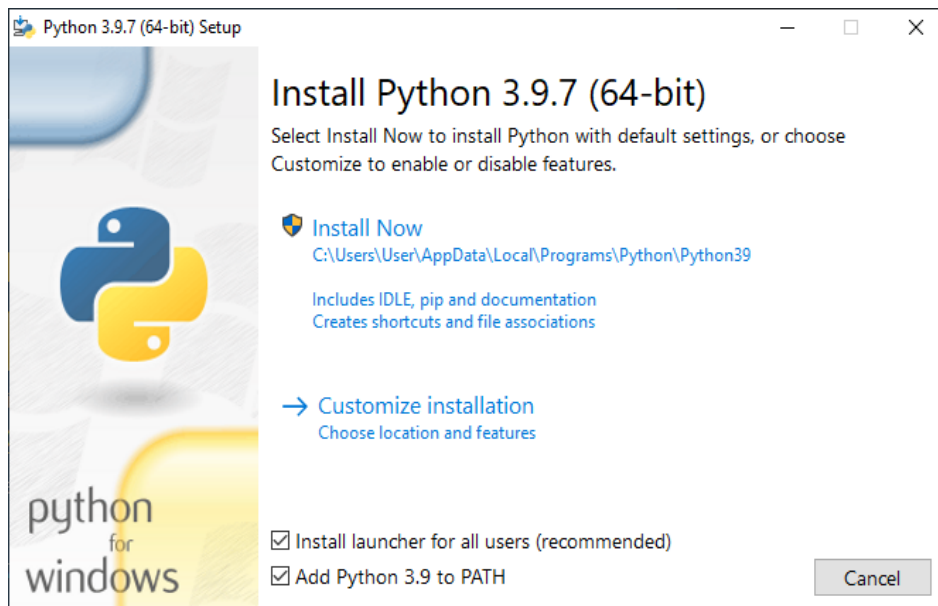 Python 3.9.7 (64-bit) Setup
Install Python 3.9.7 (64-bit)
Select Install Now to install Python with default settings, or choose
Customize to enable or disable features.
Install Now
C:\Users\User\AppData\Local\Programs\Python\Python39
Includes IDLE, pip and documentation
Creates shortcuts and file associations
Customize installation
Choose location and features
python
for
windows
Install launcher for all users (recommended)
Add Python 3.9 to PATH
Cancel